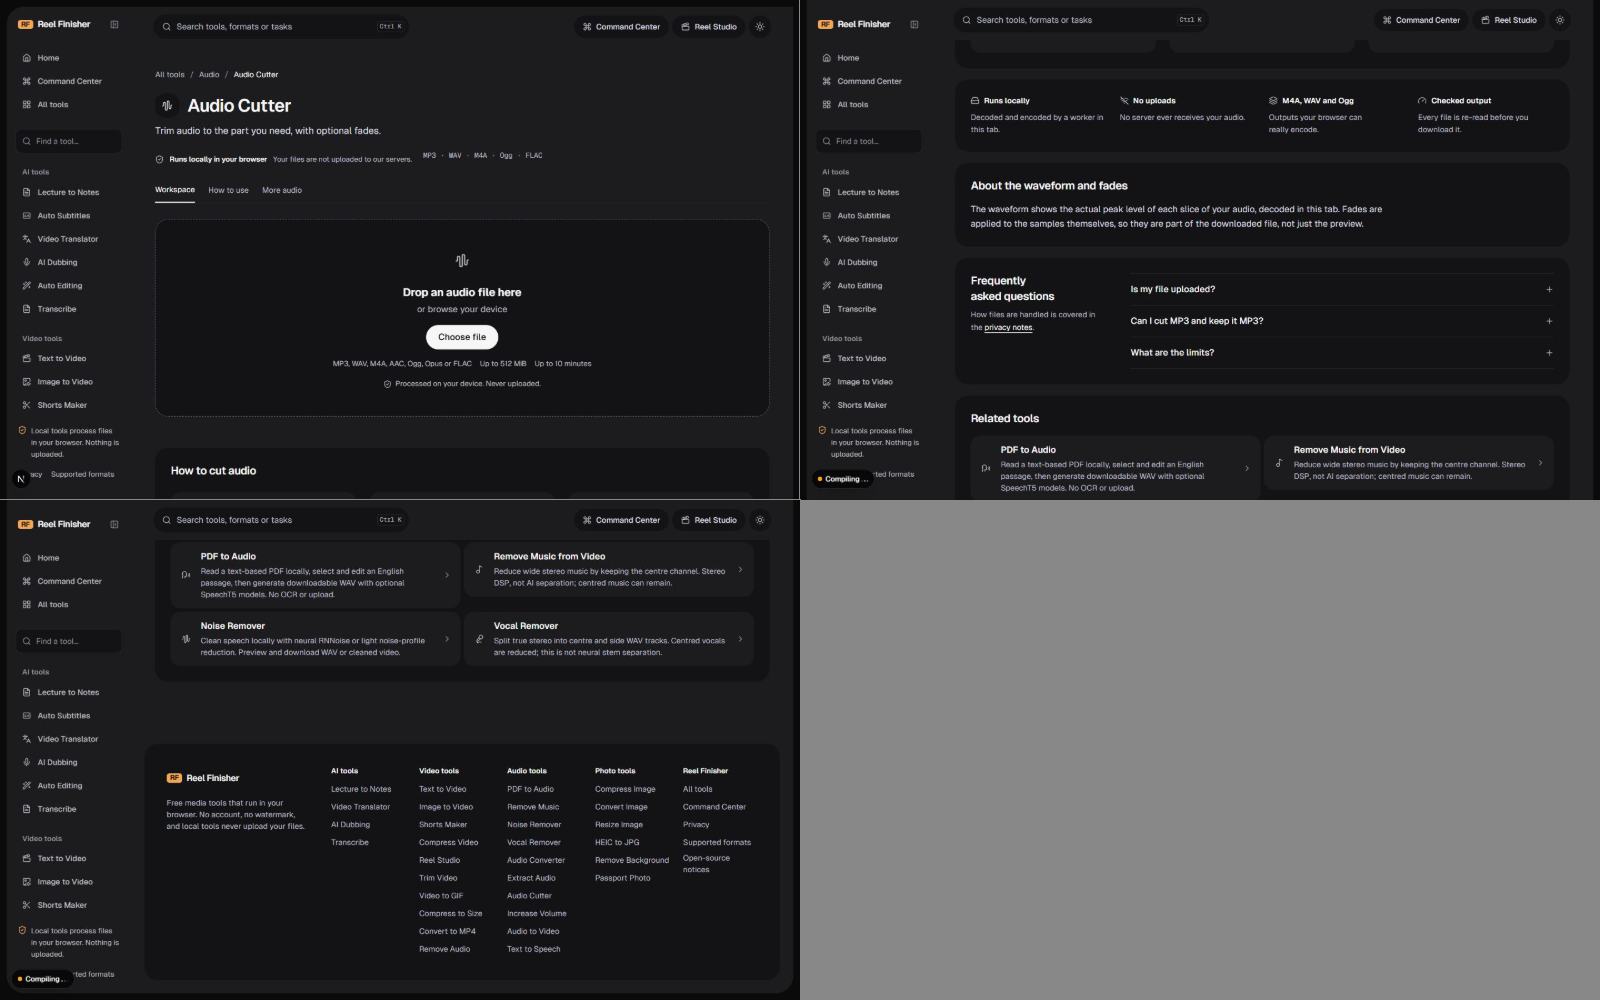 RF Reel Finisher
Home
Command Center
All tools
Find a tool...
AI tools
Lecture to Notes
Auto Subtitles
Video Translator
AI Dubbing
Auto Editing
Transcribe
Video tools
Text to Video
Image to Video
Shorts Maker
Local tools process files
in your browser. Nothing is
uploaded.
N acy Supported formats
Search tools, formats or tasks Ctrl K
Command Center Reel Studio
All tools / Audio / Audio Cutter
Audio Cutter
Trim audio to the part you need, with optional fades.
Runs locally in your browser Your files are not uploaded to our servers. MP3 · WAV · M4A · Ogg · FLAC
Workspace How to use More audio
Drop an audio file here
or browse your device
Choose file
MP3, WAV, M4A, AAC, Ogg, Opus or FLAC Up to 512 MiB Up to 10 minutes
Processed on your device. Never uploaded.
How to cut audio
RF Reel Finisher
Home
Command Center
All tools
Find a tool...
AI tools
Lecture to Notes
Auto Subtitles
Video Translator
AI Dubbing
Auto Editing
Transcribe
Video tools
Text to Video
Image to Video
Shorts Maker
Local tools process files
in your browser. Nothing is
uploaded.
Compiling ... rted formats
Search tools, formats or tasks Ctrl K
Command Center Reel Studio
Runs locally
Decoded and encoded by a worker in
this tab.
No uploads
No server ever receives your audio.
M4A, WAV and Ogg
Outputs your browser can
really encode.
Checked output
Every file is re-read before you
download it.
About the waveform and fades
The waveform shows the actual peak level of each slice of your audio, decoded in this tab. Fades are
applied to the samples themselves, so they are part of the downloaded file, not just the preview.
Frequently
asked questions
How files are handled is covered in
the privacy notes.
Is my file uploaded? +
Can I cut MP3 and keep it MP3? +
What are the limits? +
Related tools
PDF to Audio
Read a text-based PDF locally, select and edit an English
passage, then generate downloadable WAV with optional
SpeechT5 models. No OCR or upload.
Remove Music from Video
Reduce wide stereo music by keeping the centre channel. Stereo
DSP, not AI separation; centred music can remain.
RF Reel Finisher
Home
Command Center
All tools
Find a tool...
AI tools
Lecture to Notes
Auto Subtitles
Video Translator
AI Dubbing
Auto Editing
Transcribe
Video tools
Text to Video
Image to Video
Shorts Maker
Local tools process files
in your browser. Nothing is
uploaded.
Compiling .. rted formats
Search tools, formats or tasks Ctrl K
Command Center Reel Studio
PDF to Audio
Read a text-based PDF locally, select and edit an English
passage, then generate downloadable WAV with optional
SpeechT5 models. No OCR or upload.
Remove Music from Video
Reduce wide stereo music by keeping the centre channel. Stereo
DSP, not AI separation; centred music can remain.
Noise Remover
Clean speech locally with neural RNNoise or light noise-profile
reduction. Preview and download WAV or cleaned video.
Vocal Remover
Split true stereo into centre and side WAV tracks. Centred vocals
are reduced; this is not neural stem separation.
RF Reel Finisher
Free media tools that run in your
browser. No account, no watermark,
and local tools never upload your files.
AI tools
Lecture to Notes
Video Translator
AI Dubbing
Transcribe
Video tools
Text to Video
Image to Video
Shorts Maker
Compress Video
Reel Studio
Trim Video
Video to GIF
Compress to Size
Convert to MP4
Remove Audio
Audio tools
PDF to Audio
Remove Music
Noise Remover
Vocal Remover
Audio Converter
Extract Audio
Audio Cutter
Increase Volume
Audio to Video
Text to Speech
Photo tools
Compress Image
Convert Image
Resize Image
HEIC to JPG
Remove Background
Passport Photo
Reel Finisher
All tools
Command Center
Privacy
Supported formats
Open-source
notices